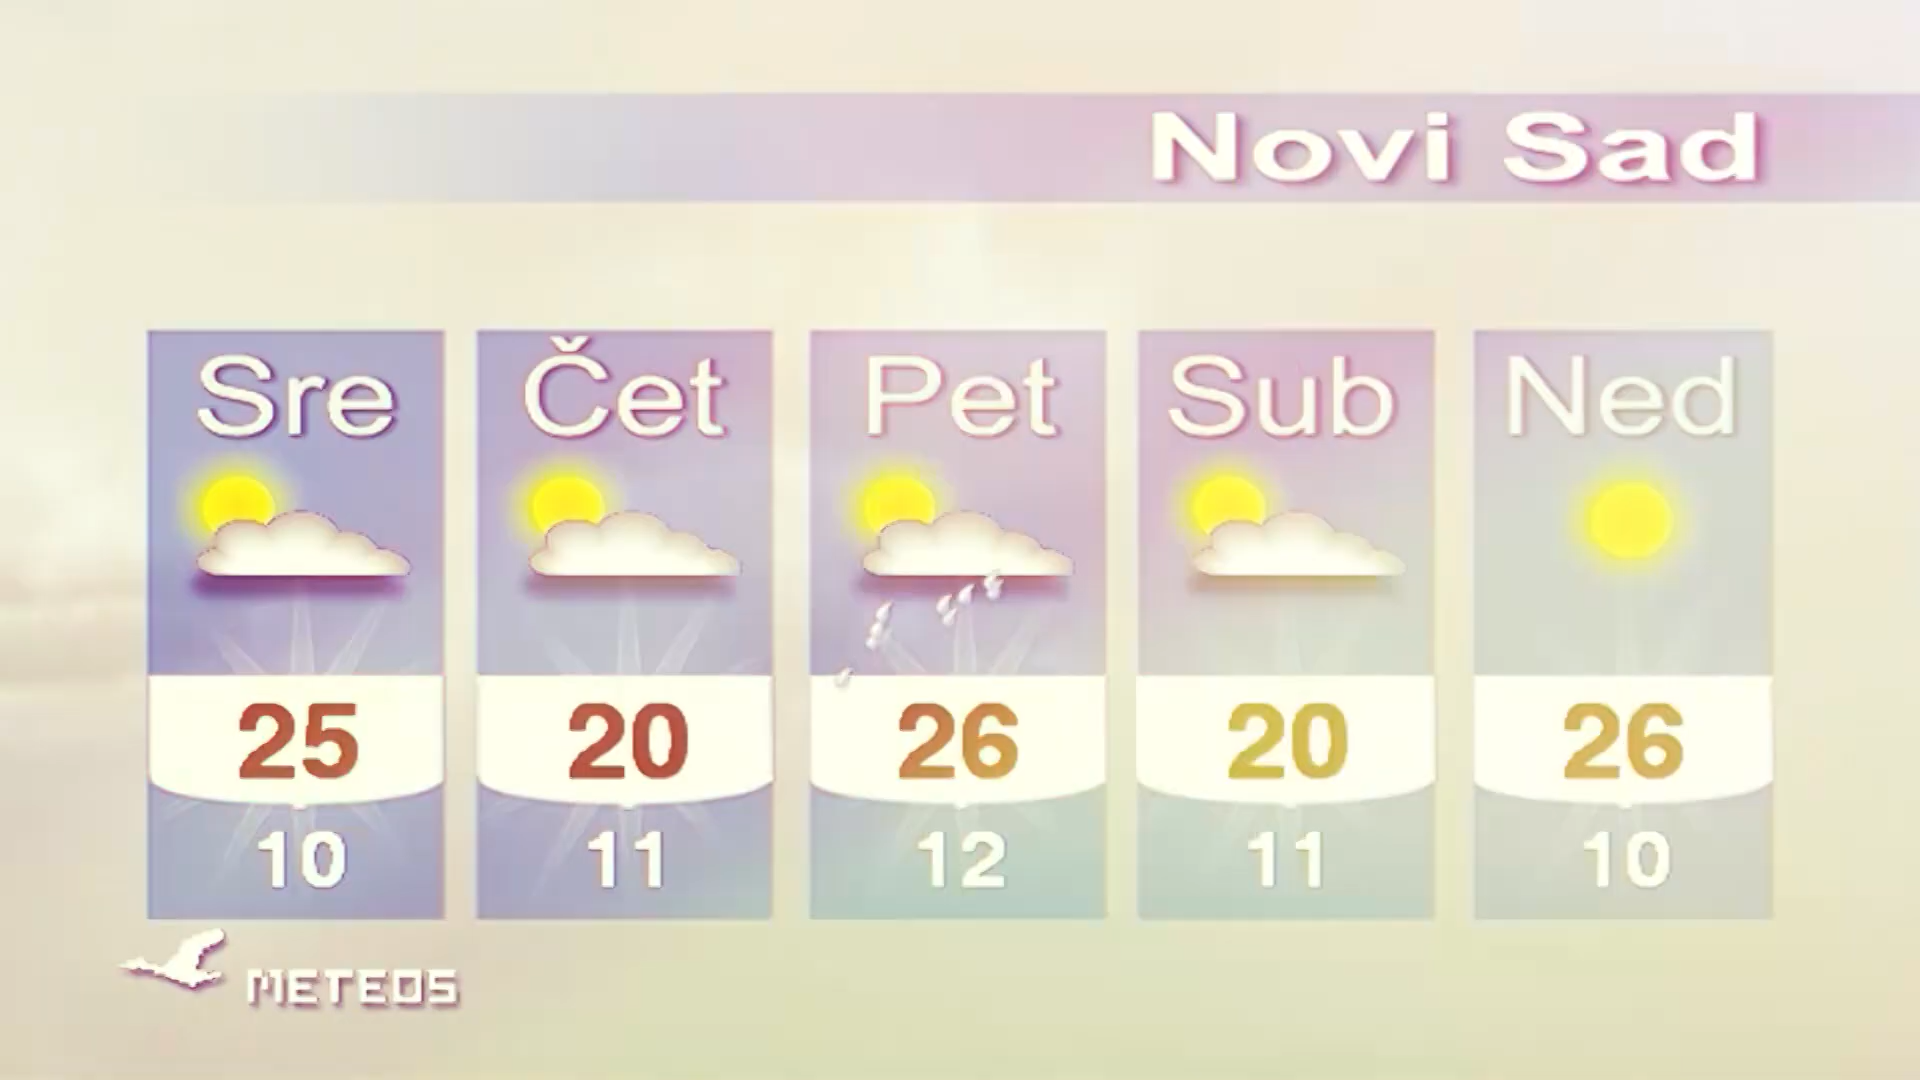 Novi Sad
Sre Čet Pet Sub Ned
25 20 26 20 26
10 11 12 11 10
METEOS